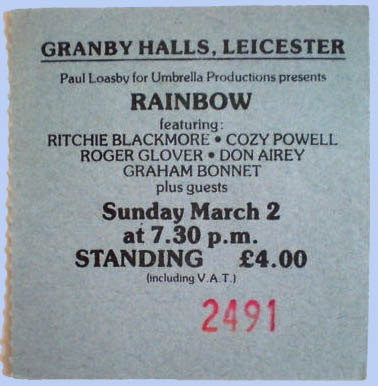 GRANBY HALLS, LEICESTER
Paul Loasby for Umbrella Productions presents
RAINBOW
featuring:
RITCHIE BLACKMORE • COZY POWELL
ROGER GLOVER • DON AIREY
GRAHAM BONNET
plus guests
Sunday March 2
at 7.30 p.m.
STANDING £4.00
(including V.A.T.)
2491